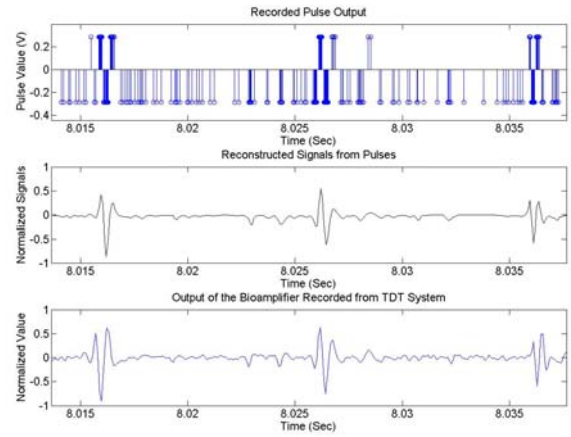 Recorded Pulse Output
Pulse Value (V)
0.2
0
-0.2
-0.4
8.015 8.02 8.025 8.03 8.035
Time (Sec)
Reconstructed Signals from Pulses
Normalized Signals
1
0.5
0
-0.5
-1
8.015 8.02 8.025 8.03 8.035
Time (Sec)
Output of the Bioamplifier Recorded from TDT System
Normalized Value
1
0.5
0
-0.5
-1
8.015 8.02 8.025 8.03 8.035
Time (Sec)